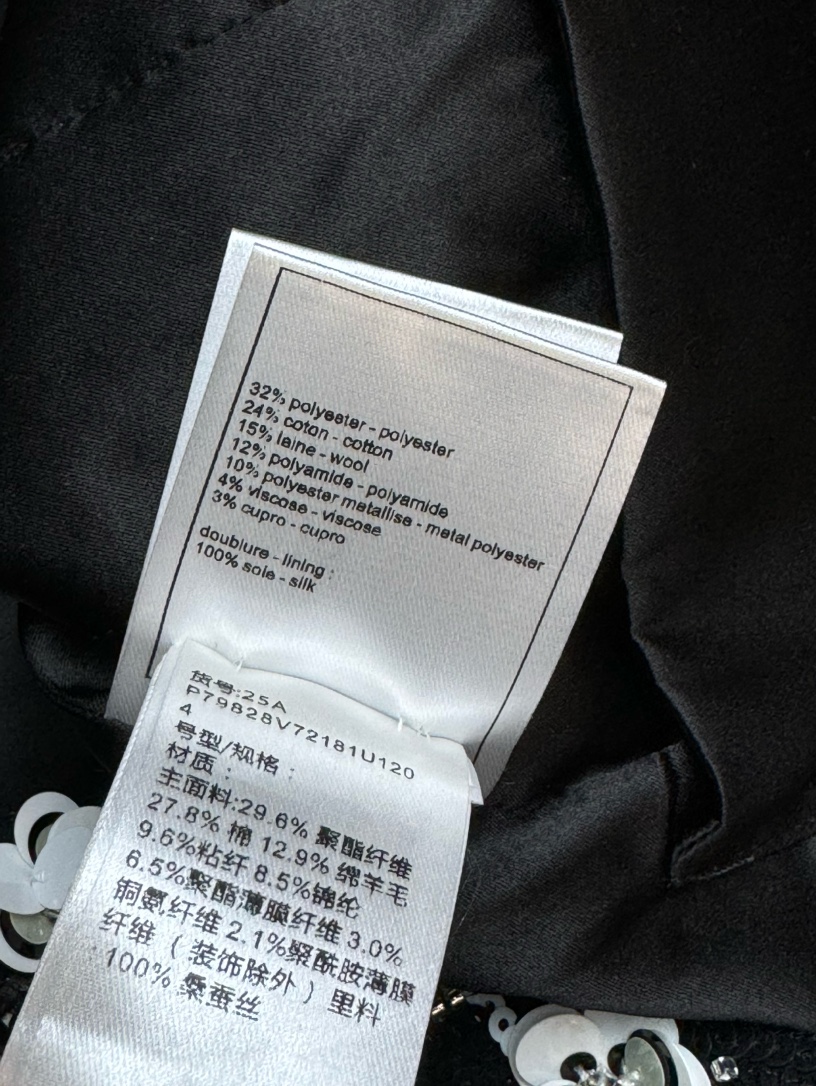 32% polyester - polyester
24% coton - cotton
15% laine - wool
12% polyamide - polyamide
10% polyester metallise - metal polyester
4% viscose - viscose
3% cupro - cupro
doublure - lining :
100% soie - silk
货号:25A
P79828V72181U120
4
号型/规格 :
材质 :
主面料:29.6% 聚酯纤维
27.8% 棉 12.9% 绵羊毛
9.6%粘纤 8.5%锦纶
6.5%聚酯薄膜纤维 3.0%
铜氨纤维 2.1%聚酰胺薄膜
纤维 ( 装饰除外 ) 里料
100% 桑蚕丝